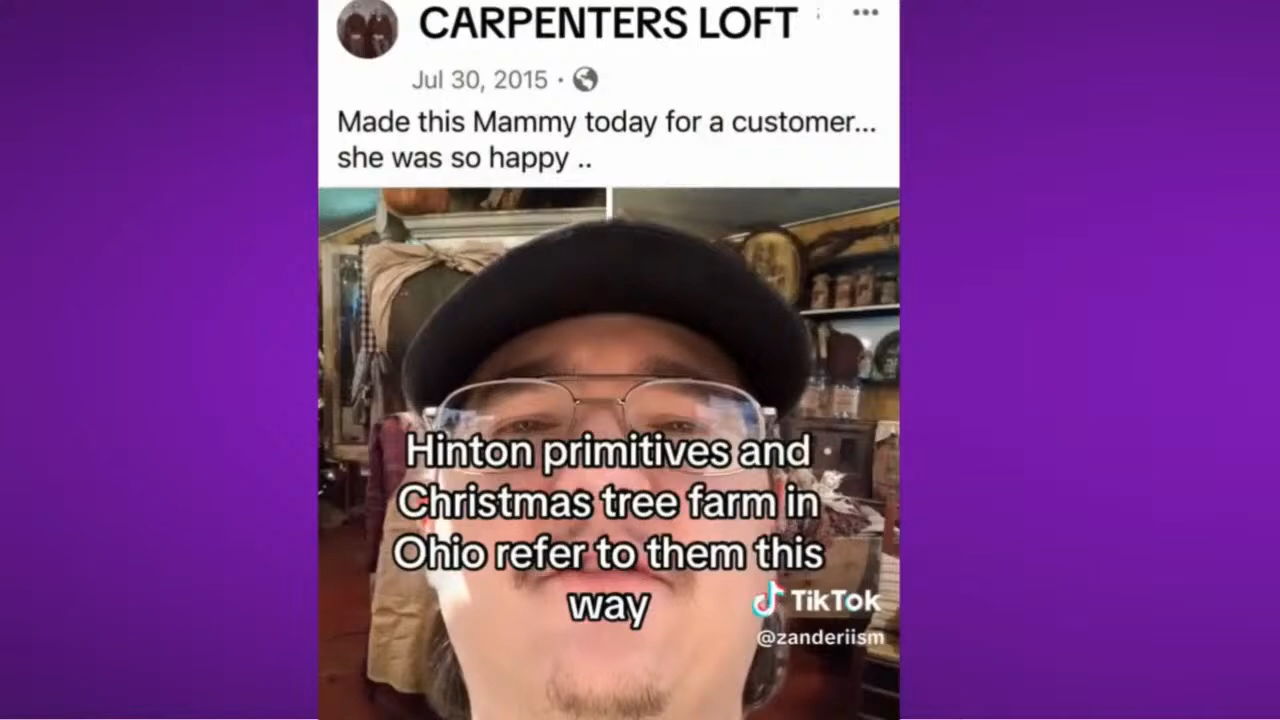 CARPENTERS LOFT
Jul 30, 2015 ·
Made this Mammy today for a customer...
she was so happy ..
Hinton primitives and
Christmas tree farm in
Ohio refer to them this
way
TikTok
@zanderiism